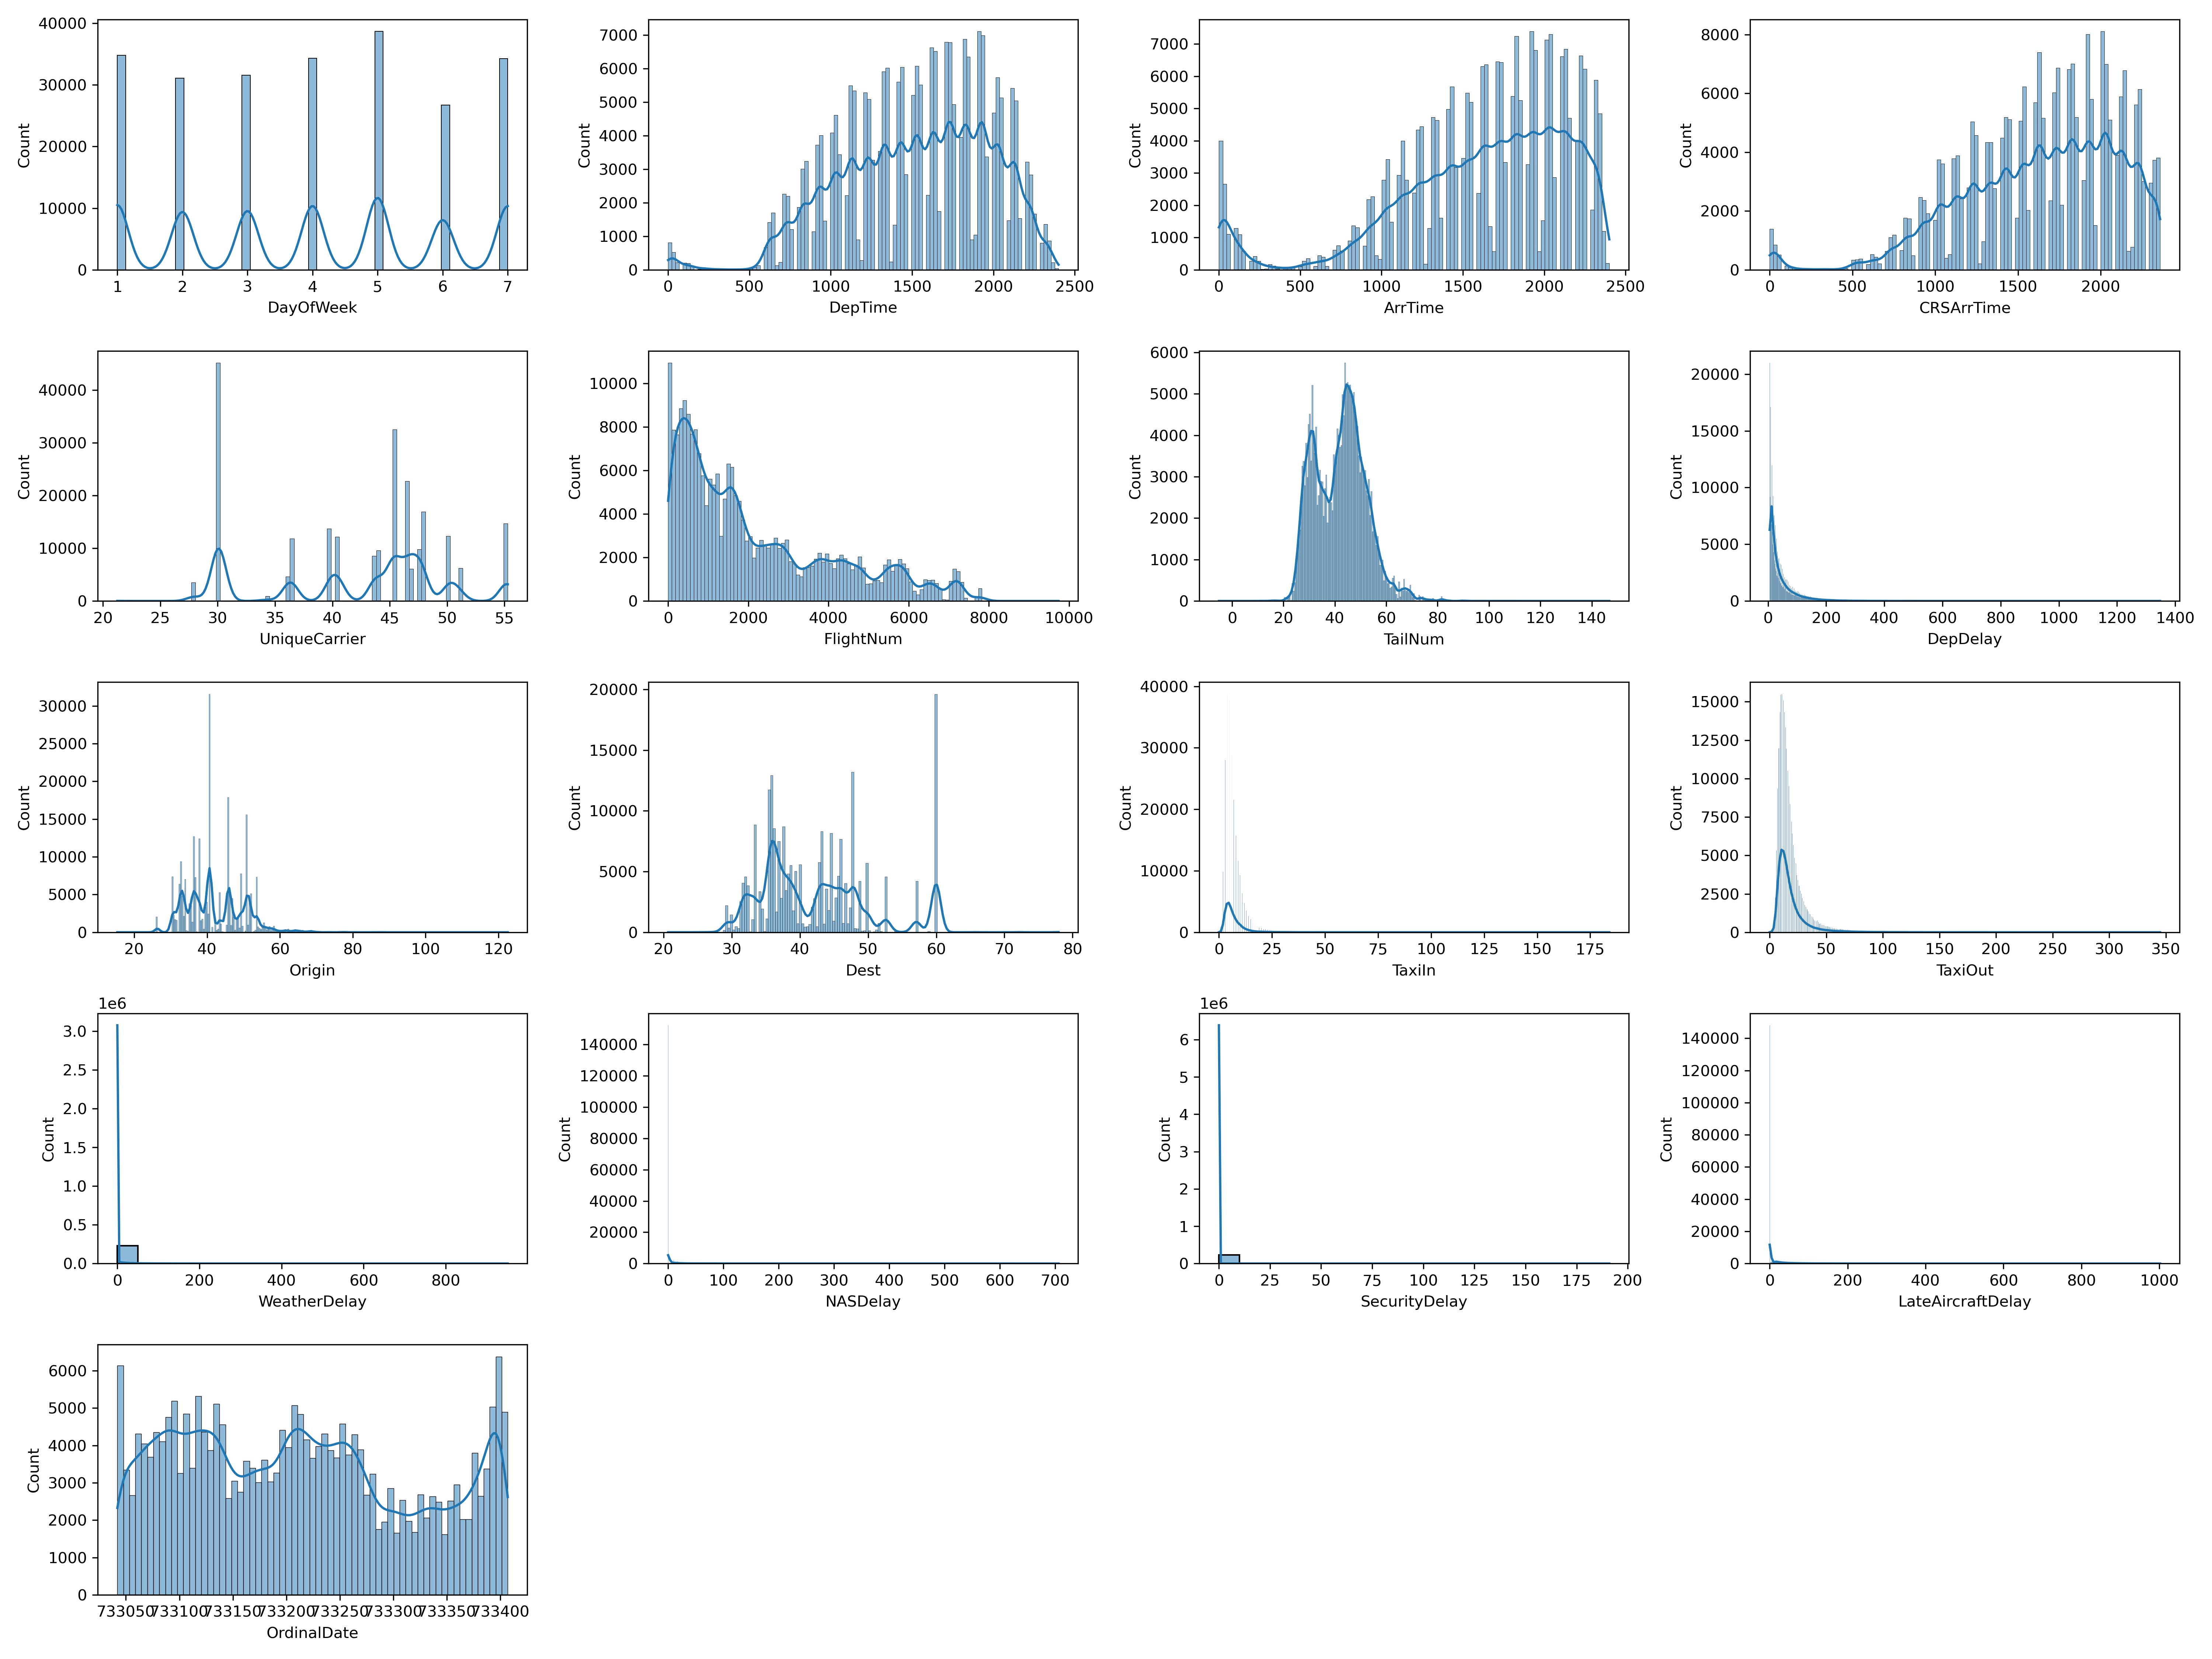 40000
30000
20000
10000
0
Count
1 2 3 4 5 6 7
DayOfWeek
7000
6000
5000
4000
3000
2000
1000
0
Count
0 500 1000 1500 2000 2500
DepTime
7000
6000
5000
4000
3000
2000
1000
0
Count
0 500 1000 1500 2000 2500
ArrTime
8000
6000
4000
2000
0
Count
0 500 1000 1500 2000
CRSArrTime
40000
30000
20000
10000
0
Count
20 25 30 35 40 45 50 55
UniqueCarrier
10000
8000
6000
4000
2000
0
Count
0 2000 4000 6000 8000 10000
FlightNum
6000
5000
4000
3000
2000
1000
0
Count
0 20 40 60 80 100 120 140
TailNum
20000
15000
10000
5000
0
Count
0 200 400 600 800 1000 1200 1400
DepDelay
30000
25000
20000
15000
10000
5000
0
Count
20 40 60 80 100 120
Origin
20000
15000
10000
5000
0
Count
20 30 40 50 60 70 80
Dest
40000
30000
20000
10000
0
Count
0 25 50 75 100 125 150 175
TaxiIn
15000
12500
10000
7500
5000
2500
0
Count
0 50 100 150 200 250 300 350
TaxiOut
1e6
3.0
2.5
2.0
1.5
1.0
0.5
0.0
Count
0 200 400 600 800
WeatherDelay
140000
120000
100000
80000
60000
40000
20000
0
Count
0 100 200 300 400 500 600 700
NASDelay
1e6
6
5
4
3
2
1
0
Count
0 25 50 75 100 125 150 175 200
SecurityDelay
140000
120000
100000
80000
60000
40000
20000
0
Count
0 200 400 600 800 1000
LateAircraftDelay
6000
5000
4000
3000
2000
1000
0
Count
733050 733100 733150 733200 733250 733300 733350 733400
OrdinalDate